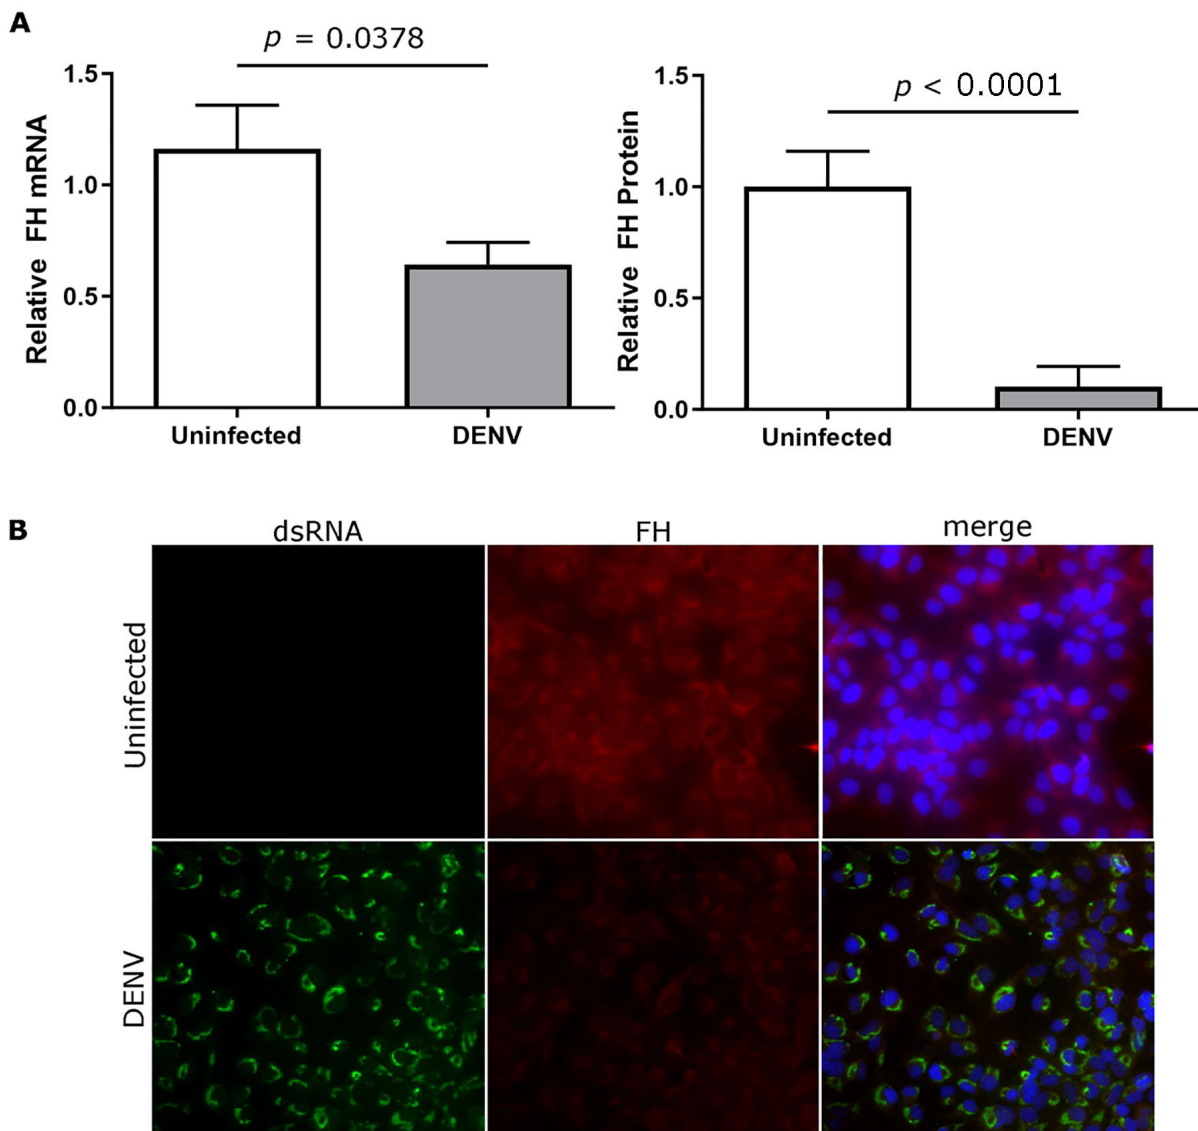 A
p = 0.0378
1.5
1.0
0.5
0.0
Relative FH mRNA
Uninfected
DENV
p < 0.0001
1.5
1.0
0.5
0.0
Relative FH Protein
Uninfected
DENV
B
dsRNA
FH
merge
Uninfected
DENV